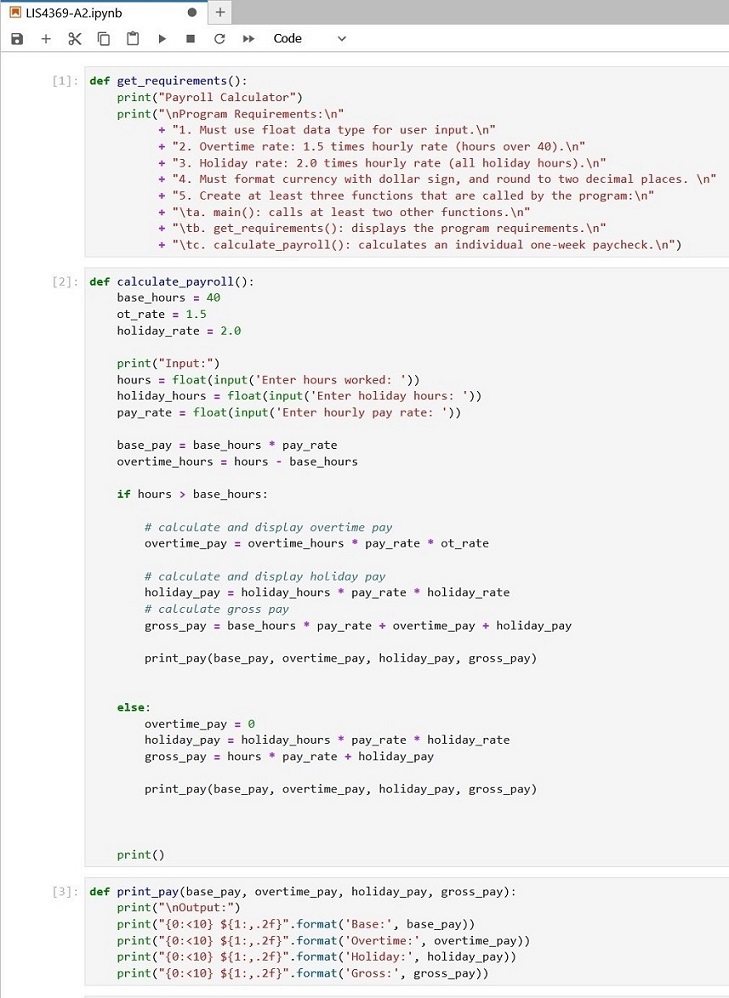 LIS4369-A2.ipynb
Code
[1]: def get_requirements():
    print("Payroll Calculator")
    print("\nProgram Requirements:\n"
          + "1. Must use float data type for user input.\n"
          + "2. Overtime rate: 1.5 times hourly rate (hours over 40).\n"
          + "3. Holiday rate: 2.0 times hourly rate (all holiday hours).\n"
          + "4. Must format currency with dollar sign, and round to two decimal places. \n"
          + "5. Create at least three functions that are called by the program:\n"
          + "\ta. main(): calls at least two other functions.\n"
          + "\tb. get_requirements(): displays the program requirements.\n"
          + "\tc. calculate_payroll(): calculates an individual one-week paycheck.\n")
[2]: def calculate_payroll():
    base_hours = 40
    ot_rate = 1.5
    holiday_rate = 2.0
    print("Input:")
    hours = float(input('Enter hours worked: '))
    holiday_hours = float(input('Enter holiday hours: '))
    pay_rate = float(input('Enter hourly pay rate: '))
    base_pay = base_hours * pay_rate
    overtime_hours = hours - base_hours
    if hours > base_hours:
        # calculate and display overtime pay
        overtime_pay = overtime_hours * pay_rate * ot_rate
        # calculate and display holiday pay
        holiday_pay = holiday_hours * pay_rate * holiday_rate
        # calculate gross pay
        gross_pay = base_hours * pay_rate + overtime_pay + holiday_pay
        print_pay(base_pay, overtime_pay, holiday_pay, gross_pay)
    else:
        overtime_pay = 0
        holiday_pay = holiday_hours * pay_rate * holiday_rate
        gross_pay = hours * pay_rate + holiday_pay
        print_pay(base_pay, overtime_pay, holiday_pay, gross_pay)
    print()
[3]: def print_pay(base_pay, overtime_pay, holiday_pay, gross_pay):
    print("\nOutput:")
    print("{0:<10} ${1:,.2f}".format('Base:', base_pay))
    print("{0:<10} ${1:,.2f}".format('Overtime:', overtime_pay))
    print("{0:<10} ${1:,.2f}".format('Holiday:', holiday_pay))
    print("{0:<10} ${1:,.2f}".format('Gross:', gross_pay))